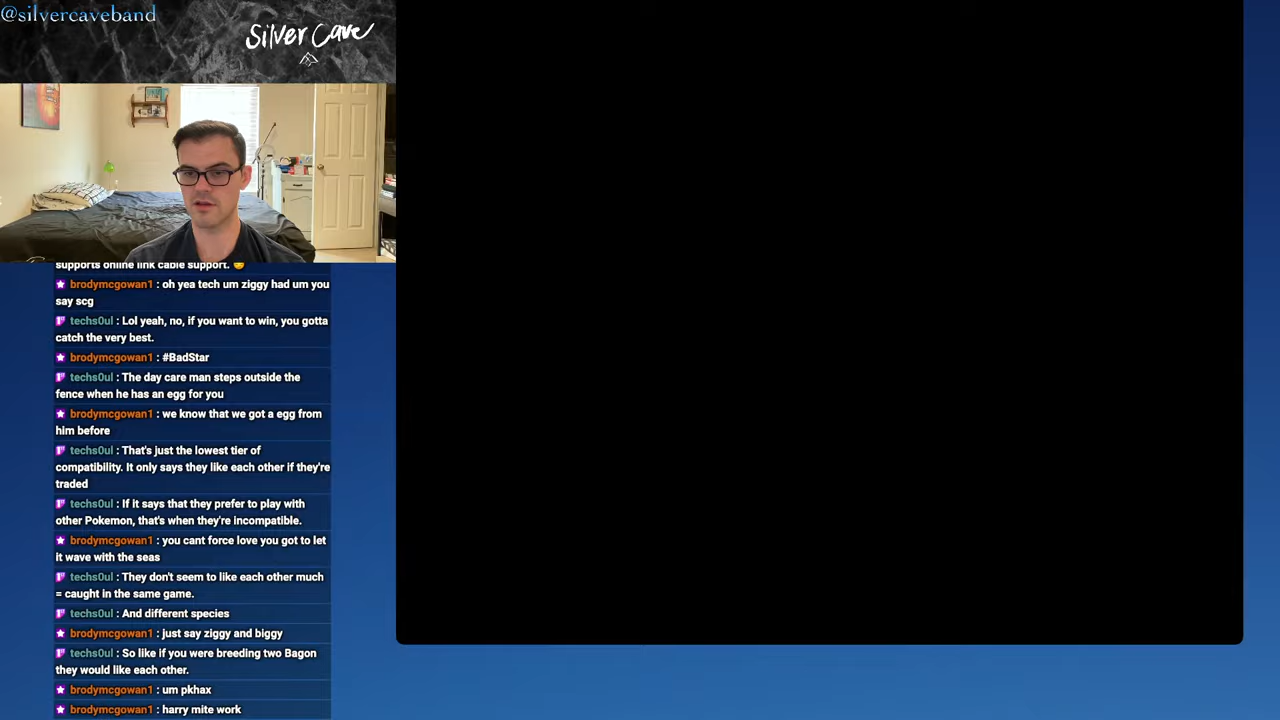 @silvercaveband
Silver Cave
supports online link cable support. 😏
brodymcgowan1 : oh yea tech um ziggy had um you
say scg
techs0ul : Lol yeah, no, if you want to win, you gotta
catch the very best.
brodymcgowan1 : #BadStar
techs0ul : The day care man steps outside the
fence when he has an egg for you
brodymcgowan1 : we know that we got a egg from
him before
techs0ul : That's just the lowest tier of
compatibility. It only says they like each other if they're
traded
techs0ul : If it says that they prefer to play with
other Pokemon, that's when they're incompatible.
brodymcgowan1 : you cant force love you got to let
it wave with the seas
techs0ul : They don't seem to like each other much
= caught in the same game.
techs0ul : And different species
brodymcgowan1 : just say ziggy and biggy
techs0ul : So like if you were breeding two Bagon
they would like each other.
brodymcgowan1 : um pkhax
brodymcgowan1 : harry mite work